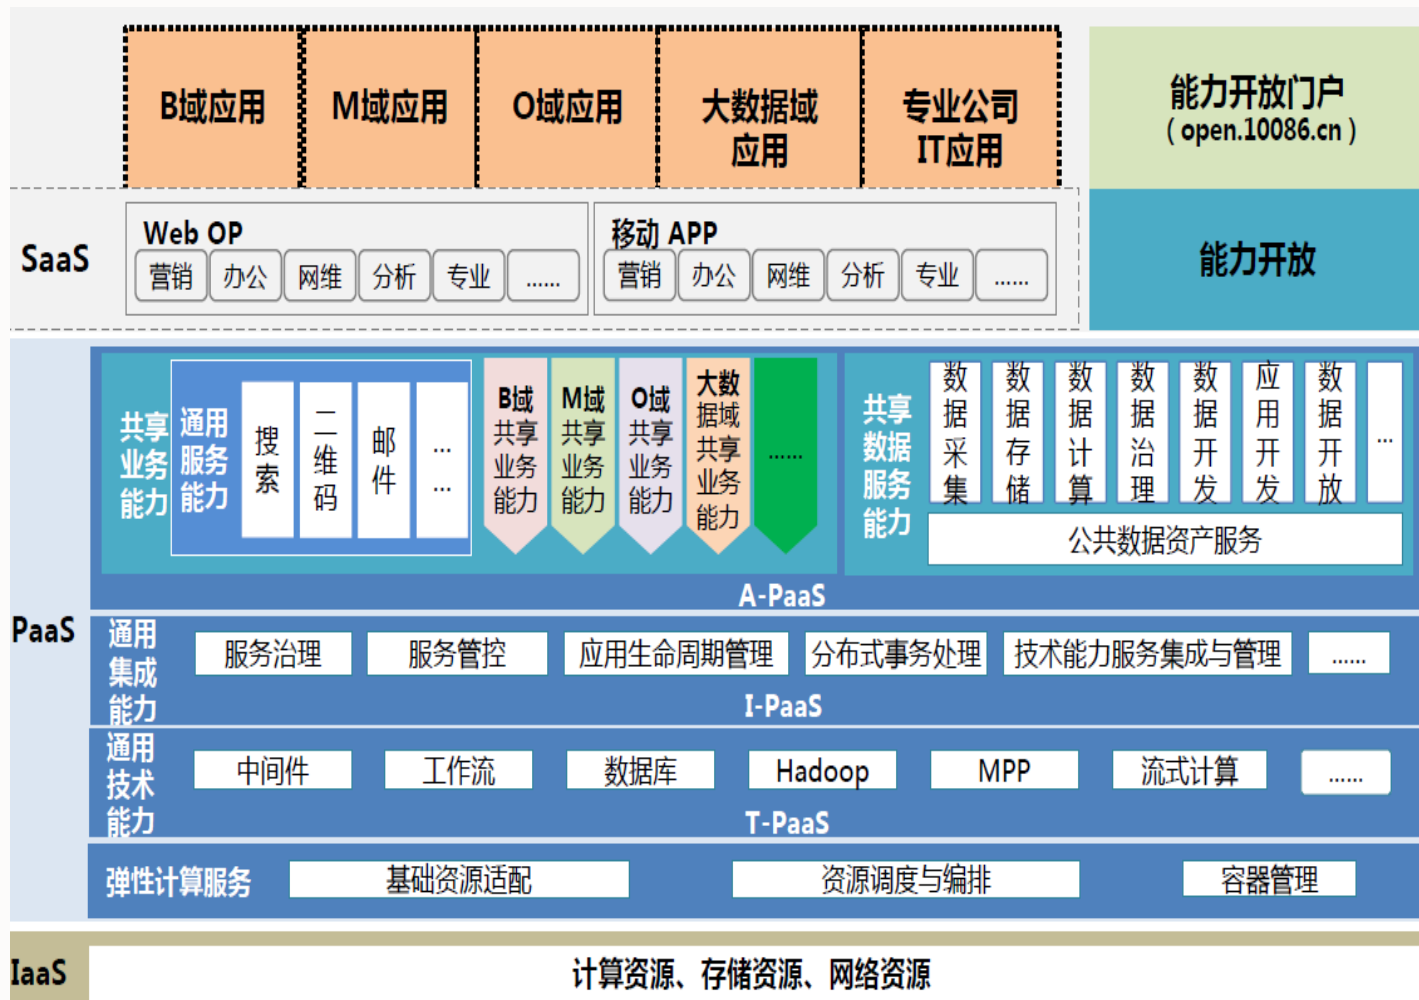 B域应用
M域应用
O域应用
大数据域
应用
专业公司
IT应用
能力开放门户
（open.10086.cn）
SaaS
Web OP
营销
办公
网维
分析
专业
......
移动 APP
营销
办公
网维
分析
专业
......
能力开放
PaaS
共享
业务
能力
通用
服务
能力
搜索
二维码
邮件
...
...
B域
共享
业务
能力
M域
共享
业务
能力
O域
共享
业务
能力
大数
据域
共享
业务
能力
......
共享
数据
服务
能力
数据采集
数据存储
数据计算
数据治理
数据开发
应用开发
数据开放
...
公共数据资产服务
A-PaaS
通用
集成
能力
服务治理
服务管控
应用生命周期管理
分布式事务处理
技术能力服务集成与管理
......
I-PaaS
通用
技术
能力
中间件
工作流
数据库
Hadoop
MPP
流式计算
......
T-PaaS
弹性计算服务
基础资源适配
资源调度与编排
容器管理
IaaS
计算资源、存储资源、网络资源